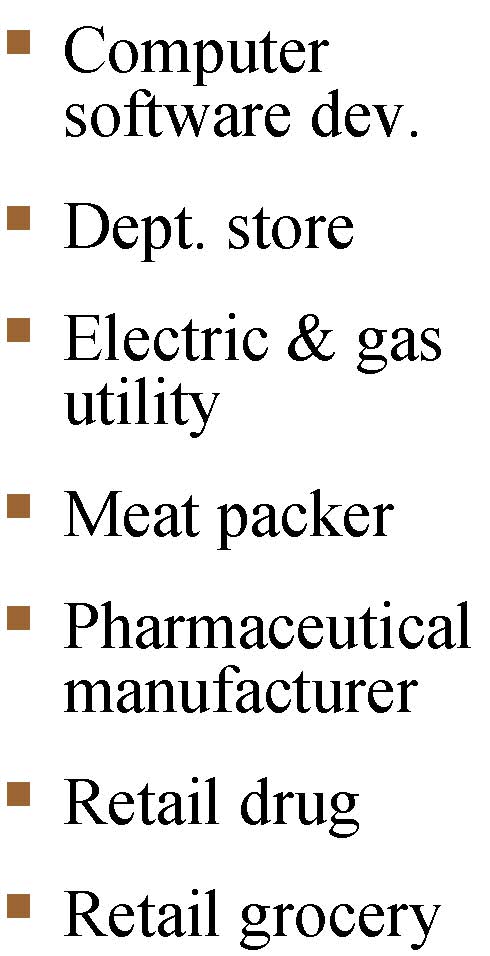 Computer
software dev.
Dept. store
Electric & gas
utility
Meat packer
Pharmaceutical
manufacturer
Retail drug
Retail grocery